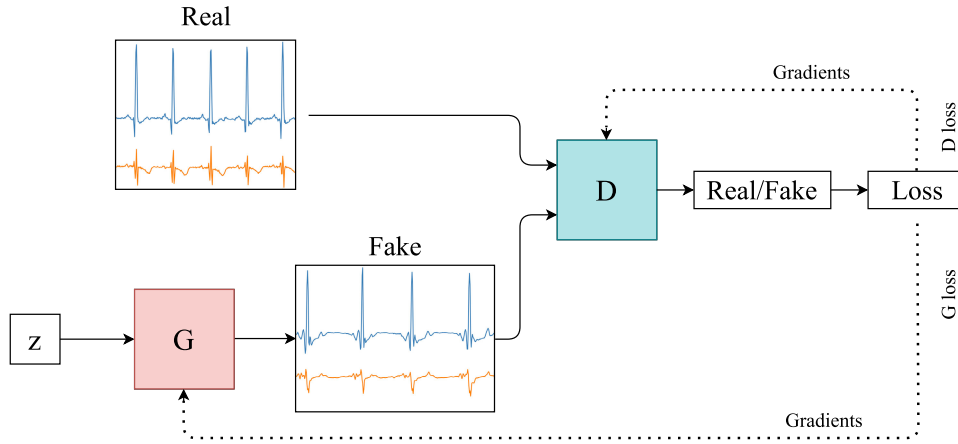 Real
Gradients
D loss
D
Real/Fake
Loss
Fake
G loss
z
G
Gradients